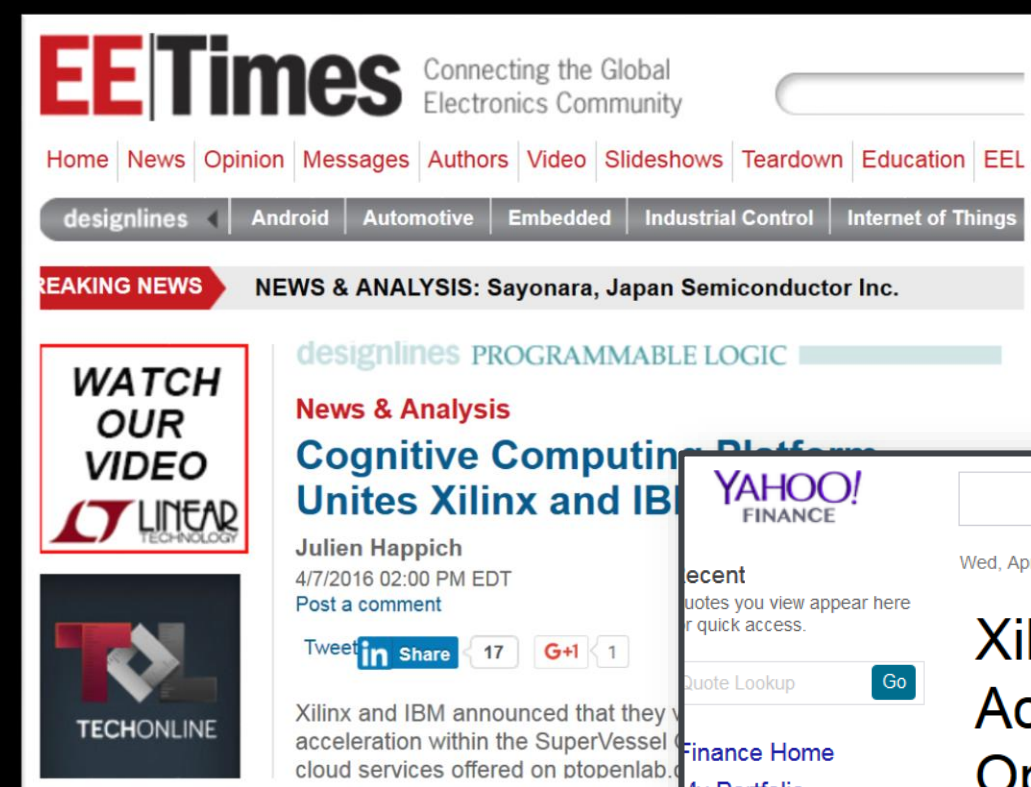 EE|Times
Connecting the Global
Electronics Community
Home News Opinion Messages Authors Video Slideshows Teardown Education EEL
designlines Android Automotive Embedded Industrial Control Internet of Things
REAKING NEWS NEWS & ANALYSIS: Sayonara, Japan Semiconductor Inc.
WATCH
OUR
VIDEO
LINEAR
TECHNOLOGY
TECHONLINE
designlines PROGRAMMABLE LOGIC
News & Analysis
Cognitive Computing Platform
Unites Xilinx and IB
Julien Happich
4/7/2016 02:00 PM EDT
Post a comment
Tweet in Share 17 G+1 1
Xilinx and IBM announced that they
acceleration within the SuperVessel
cloud services offered on ptopenlab.
YAHOO!
FINANCE
ecent
uotes you view appear here
r quick access.
Quote Lookup Go
Finance Home
My Portfolio
Wed, Ap
Xil
Ac
Op